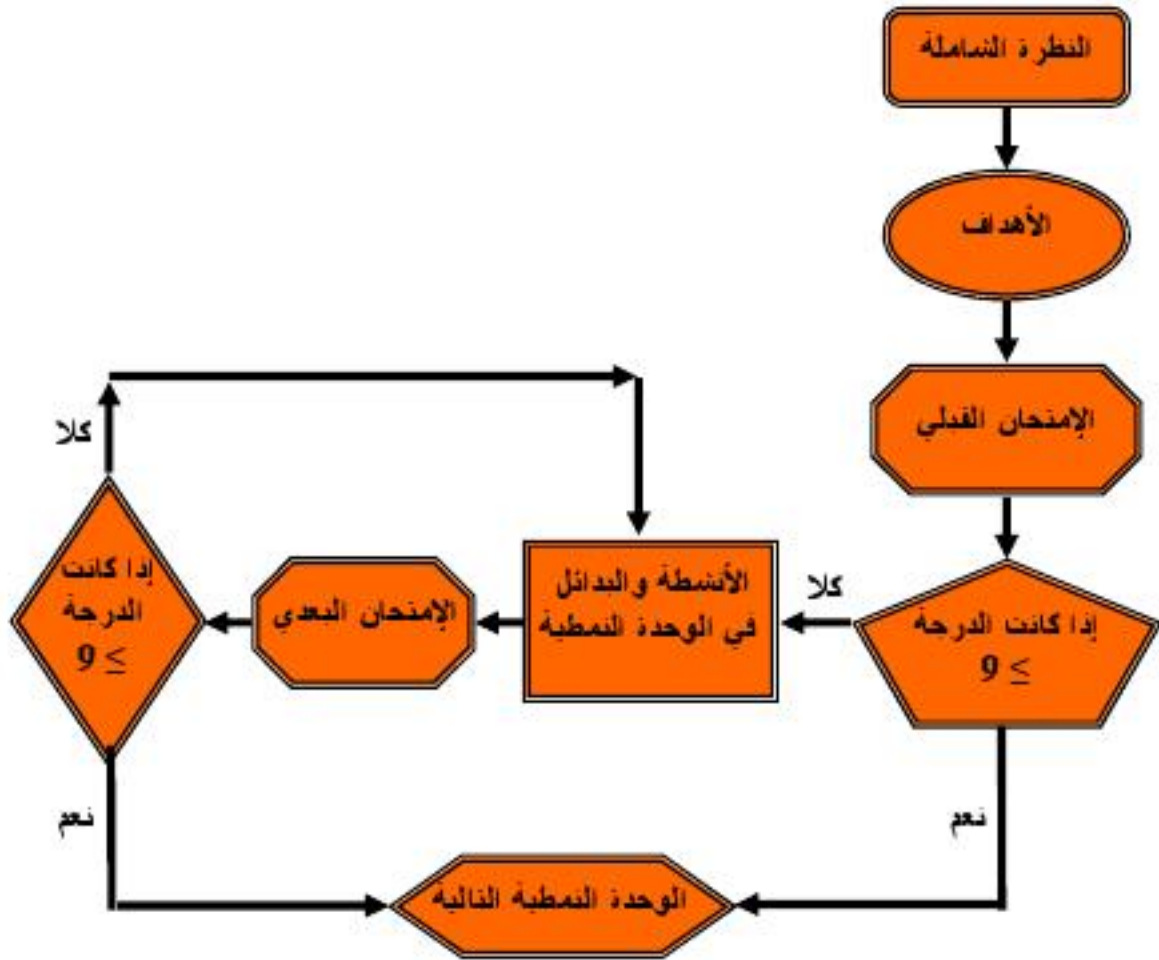 النظرة الشاملة
الأهداف
الإمتحان القبلي
إذا كانت الدرجة
9 ≤
كلا
الأنشطة والبدائل
في الوحدة النمطية
الإمتحان البعدي
إذا كانت
الدرجة
9 ≤
كلا
نعم
نعم
الوحدة النمطية التالية